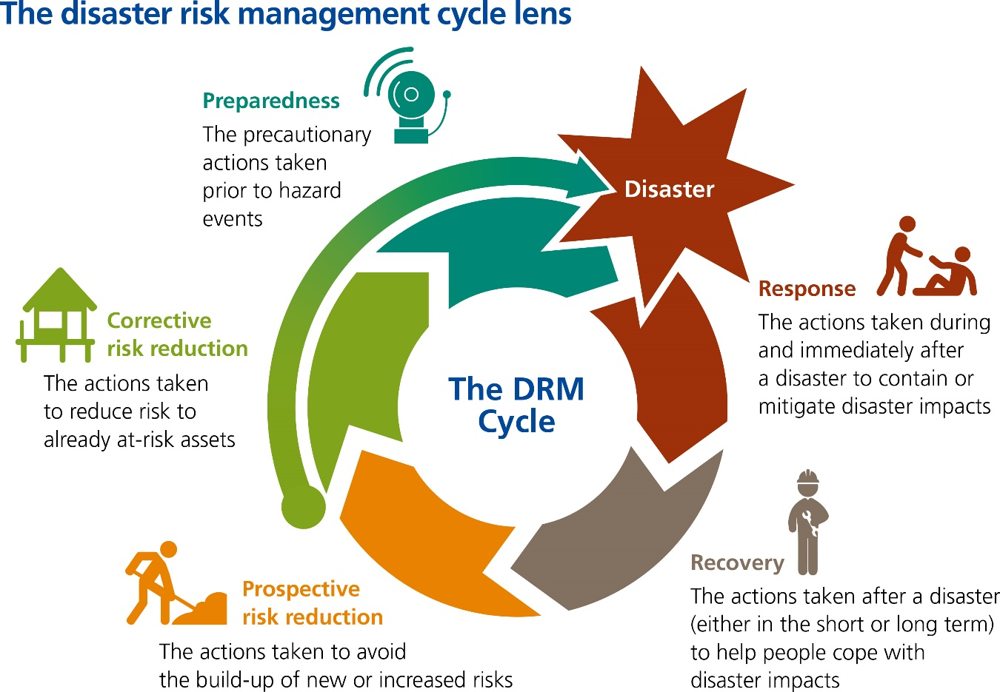 The disaster risk management cycle lens
Preparedness
The precautionary
actions taken
prior to hazard
events
Disaster
Response
The actions taken during
and immediately after
a disaster to contain or
mitigate disaster impacts
Corrective
risk reduction
The actions taken
to reduce risk to
already at-risk assets
The DRM
Cycle
Recovery
The actions taken after a disaster
(either in the short or long term)
to help people cope with
disaster impacts
Prospective
risk reduction
The actions taken to avoid
the build-up of new or increased risks